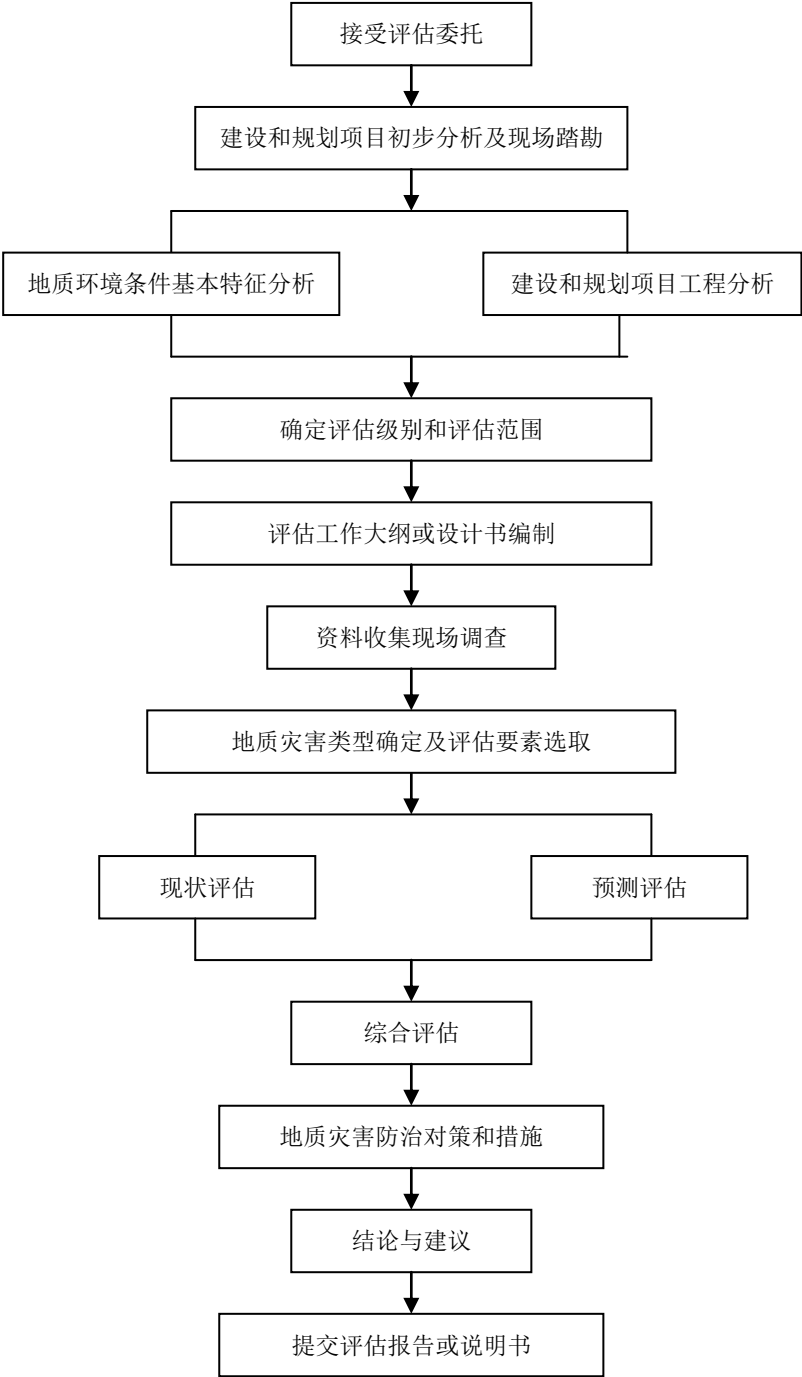 接受评估委托
建设和规划项目初步分析及现场踏勘
地质环境条件基本特征分析
建设和规划项目工程分析
确定评估级别和评估范围
评估工作大纲或设计书编制
资料收集现场调查
地质灾害类型确定及评估要素选取
现状评估
预测评估
综合评估
地质灾害防治对策和措施
结论与建议
提交评估报告或说明书